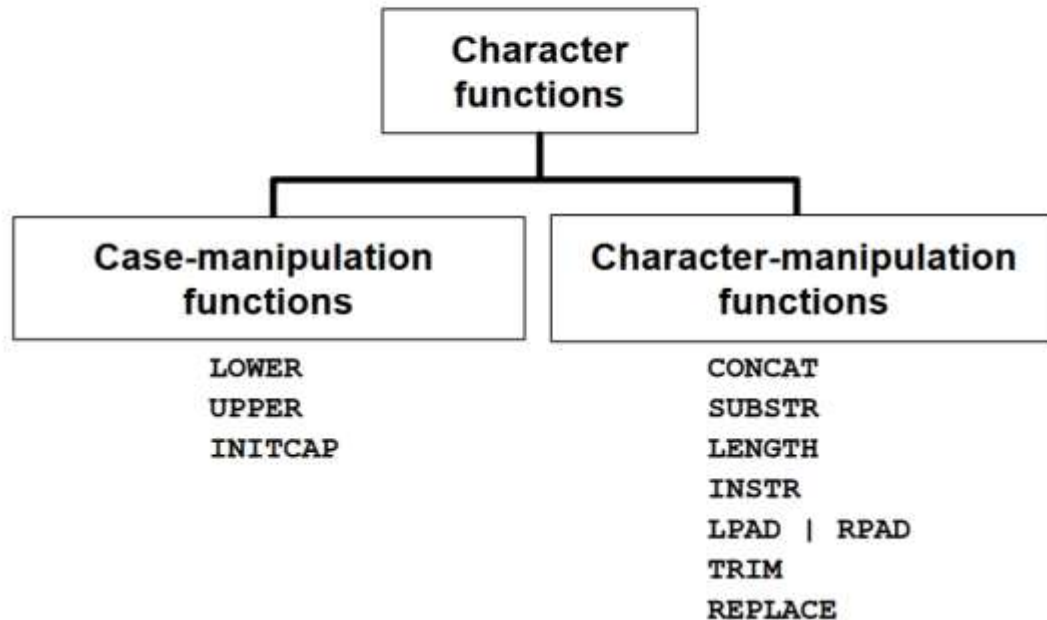 Character
functions
Case-manipulation
functions
Character-manipulation
functions
LOWER
UPPER
INITCAP
CONCAT
SUBSTR
LENGTH
INSTR
LPAD | RPAD
TRIM
REPLACE